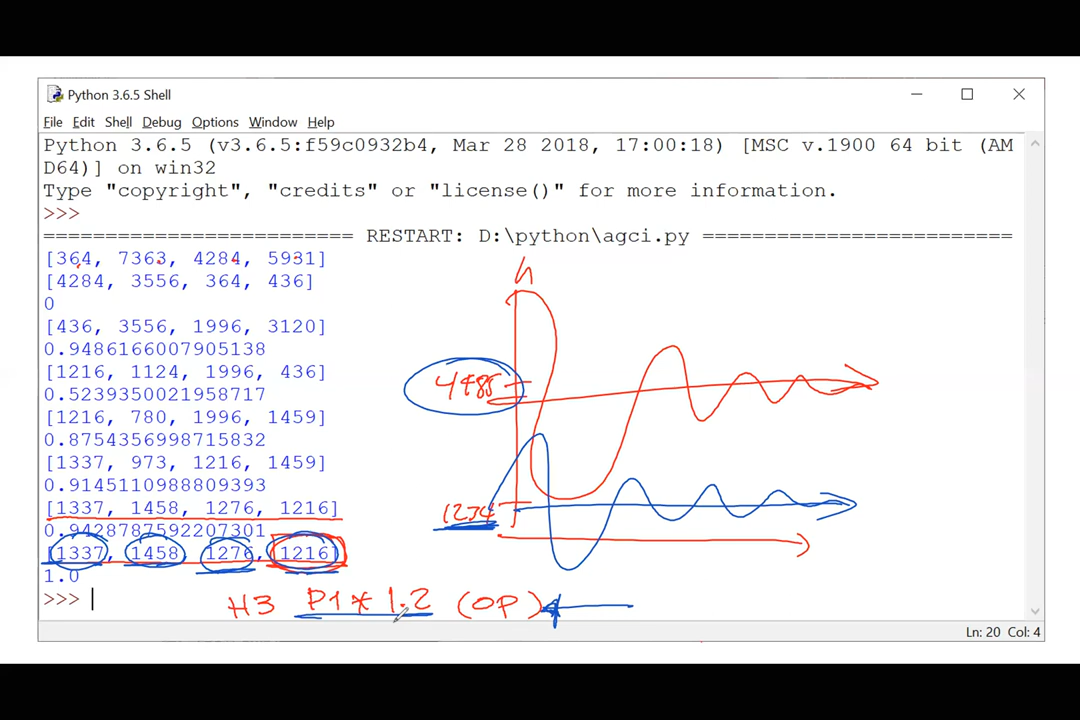 Python 3.6.5 Shell
File Edit Shell Debug Options Window Help
Python 3.6.5 (v3.6.5:f59c0932b4, Mar 28 2018, 17:00:18) [MSC v.1900 64 bit (AM
D64)] on win32
Type "copyright", "credits" or "license()" for more information.
>>>
========================= RESTART: D:\python\agci.py =========================
[364, 7363, 4284, 5931]
[4284, 3556, 364, 436]
0
[436, 3556, 1996, 3120]
0.9486166007905138
[1216, 1124, 1996, 436]
0.5239350021958717
[1216, 780, 1996, 1459]
0.8754356998715832
[1337, 973, 1216, 1459]
0.9145110988809393
[1337, 1458, 1276, 1216]
0.9428787592207301
[1337, 1458, 1276, 1216]
1.0
>>>
h
4485
1234
H3 P1* 1.2 (OP)
Ln: 20 Col: 4